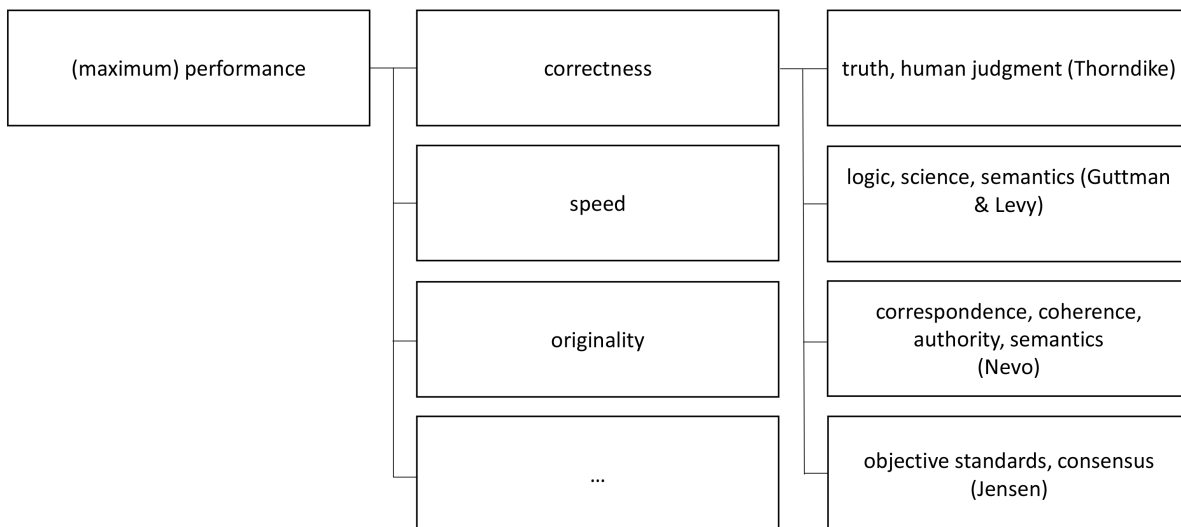 (maximum) performance
correctness
truth, human judgment (Thorndike)
speed
logic, science, semantics (Guttman
& Levy)
originality
correspondence, coherence,
authority, semantics
(Nevo)
...
objective standards, consensus
(Jensen)